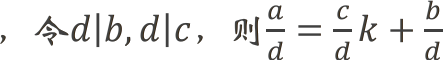 ，令d|b, d|c，则a/d = c/d k + b/d